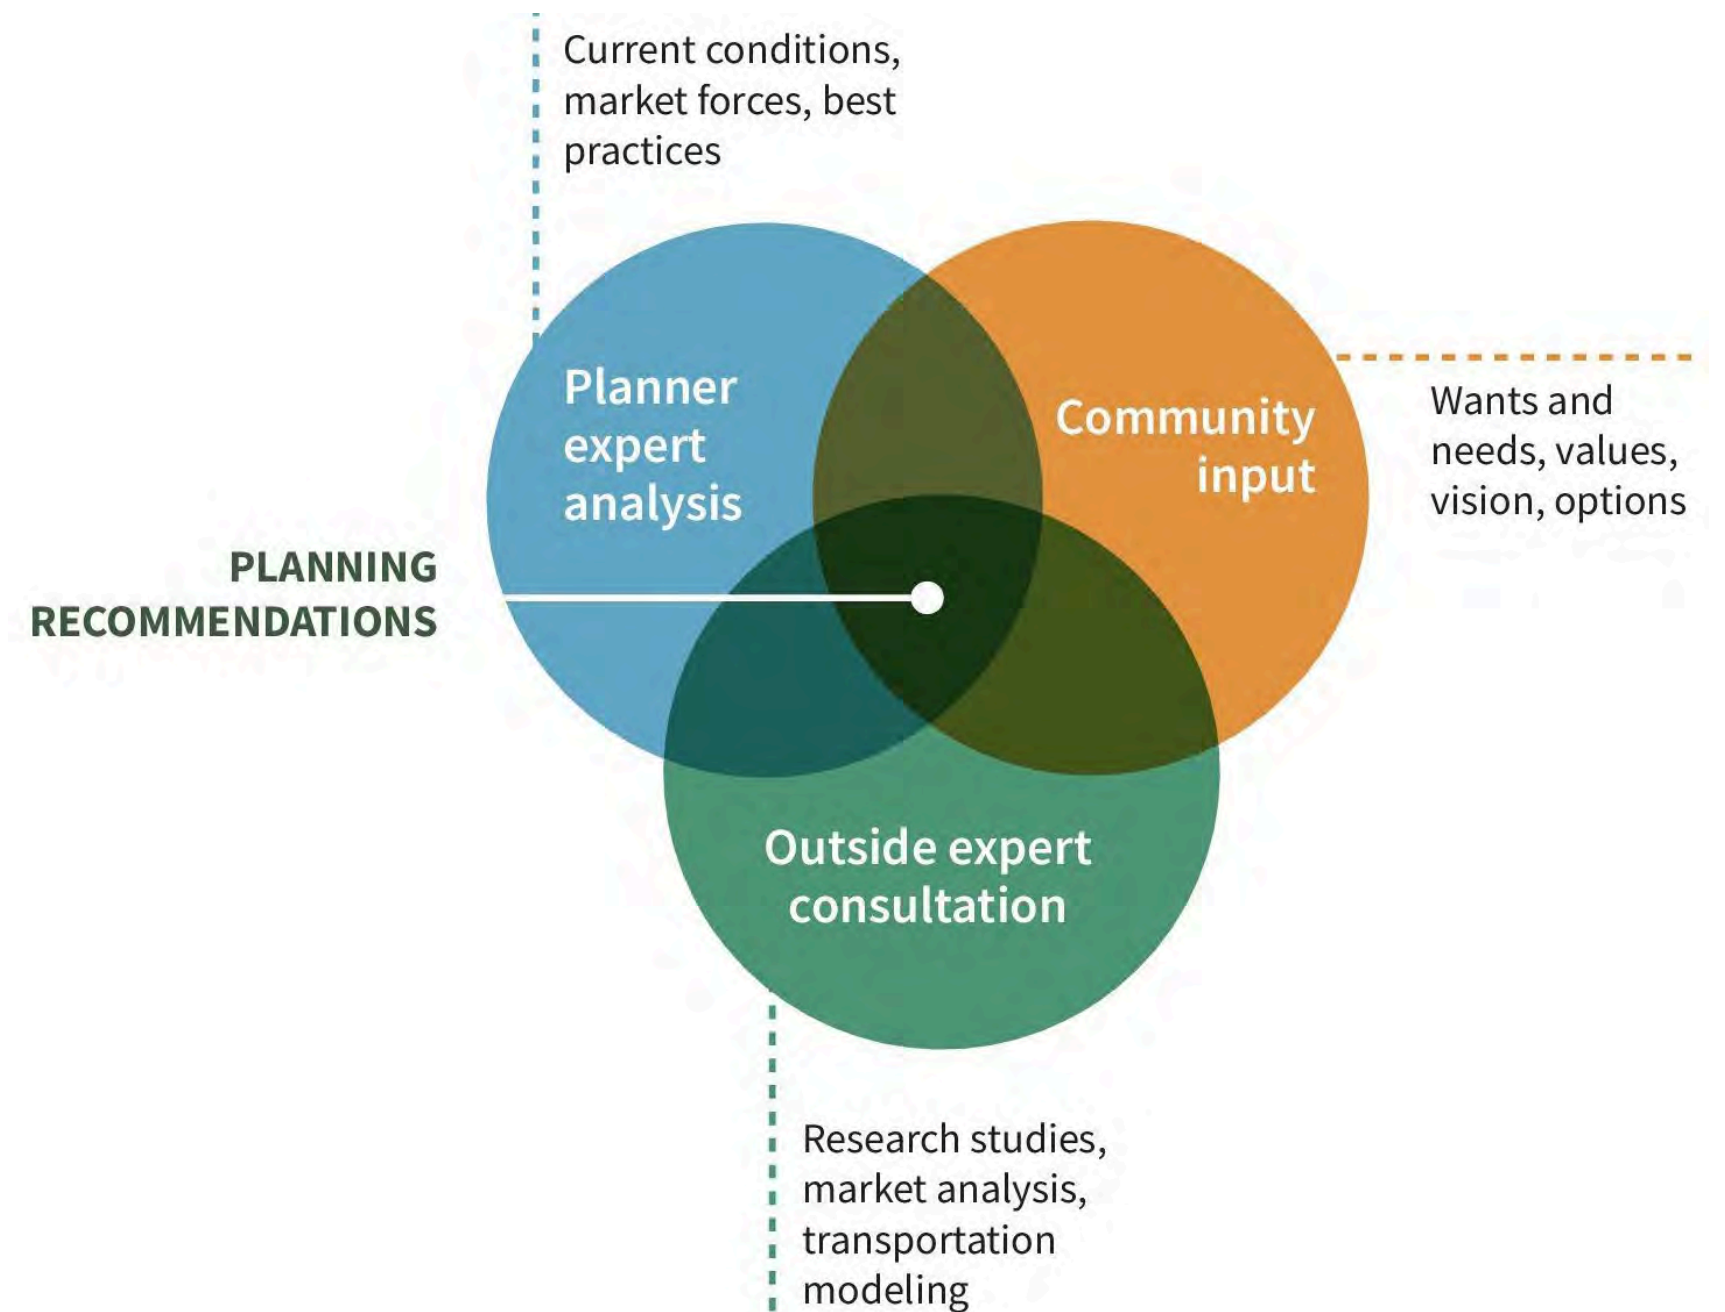 Current conditions,
market forces, best
practices
Planner
expert
analysis
Community
input
Wants and
needs, values,
vision, options
PLANNING
RECOMMENDATIONS
Outside expert
consultation
Research studies,
market analysis,
transportation
modeling